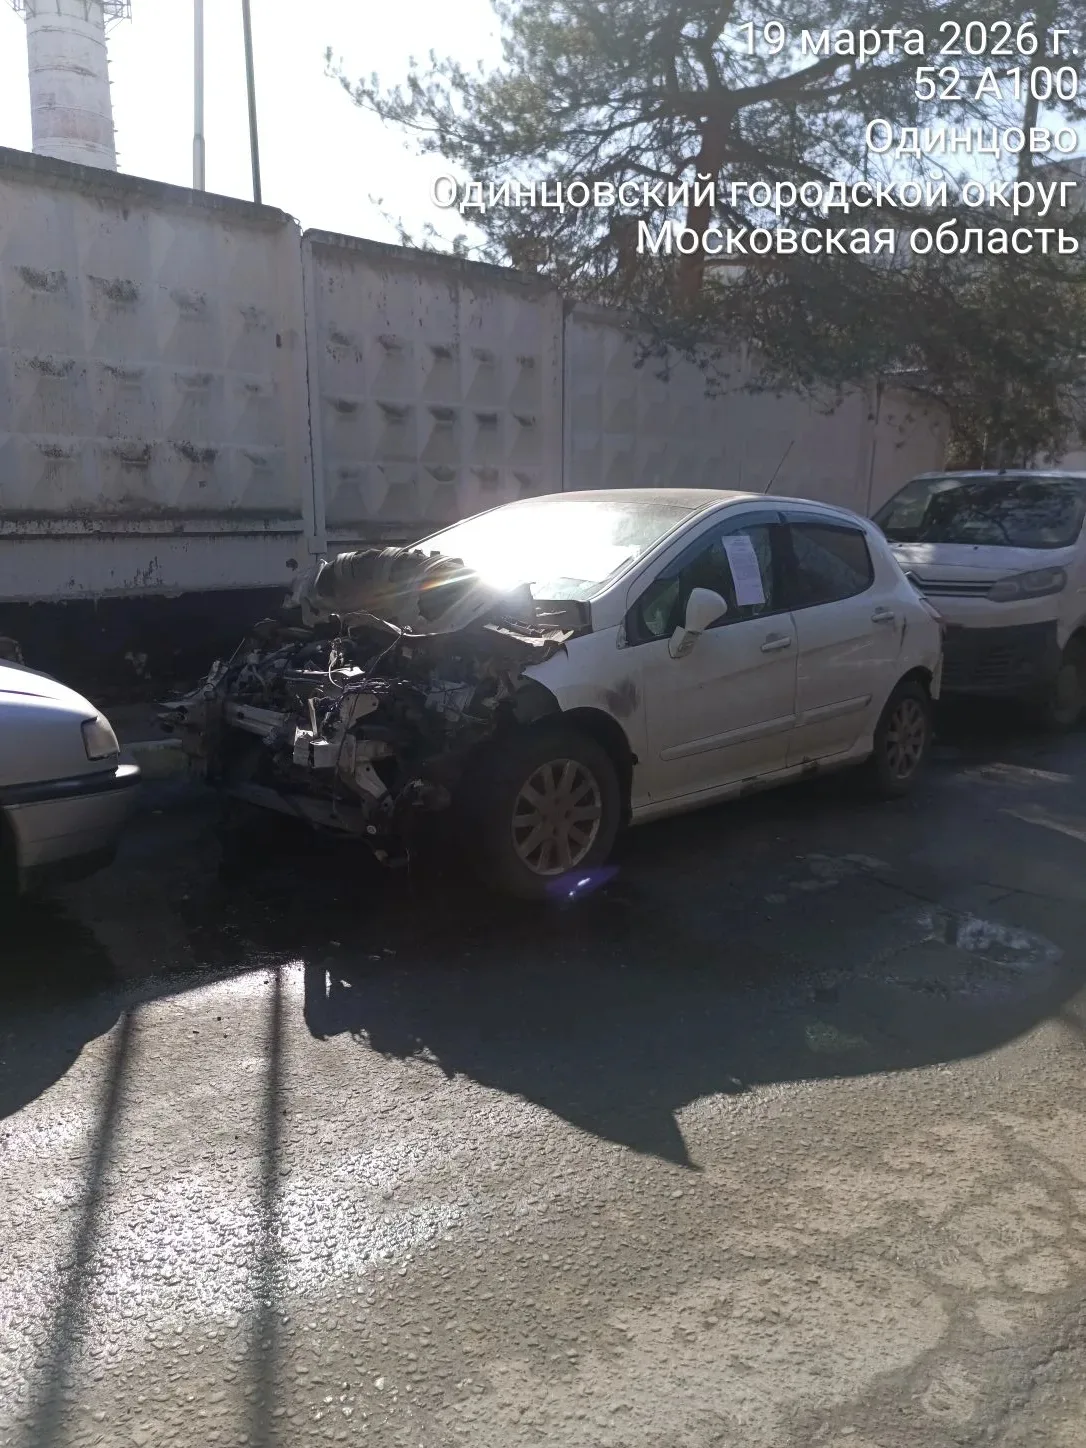 19 марта 2026 г.
52 А100
Одинцово
Одинцовский городской округ
Московская область